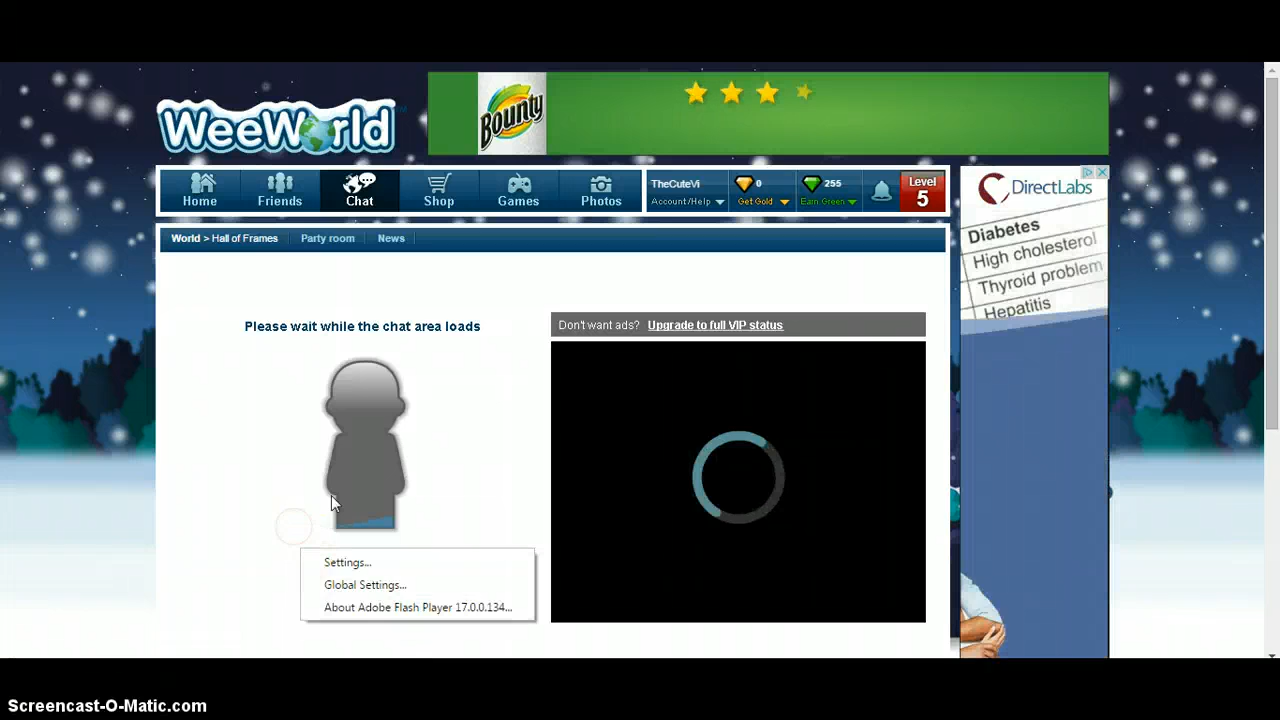 Bounty
WeeWorld
Home
Friends
Chat
Shop
Games
Photos
TheCuteVi
Account/Help
0
Get Gold
255
Earn Green
Level
5
DirectLabs
Diabetes
High cholesterol
Thyroid problem
Hepatitis
World > Hall of Frames
Party room
News
Please wait while the chat area loads
Don't want ads? Upgrade to full VIP status
Settings...
Global Settings...
About Adobe Flash Player 17.0.0.134...
Screencast-O-Matic.com